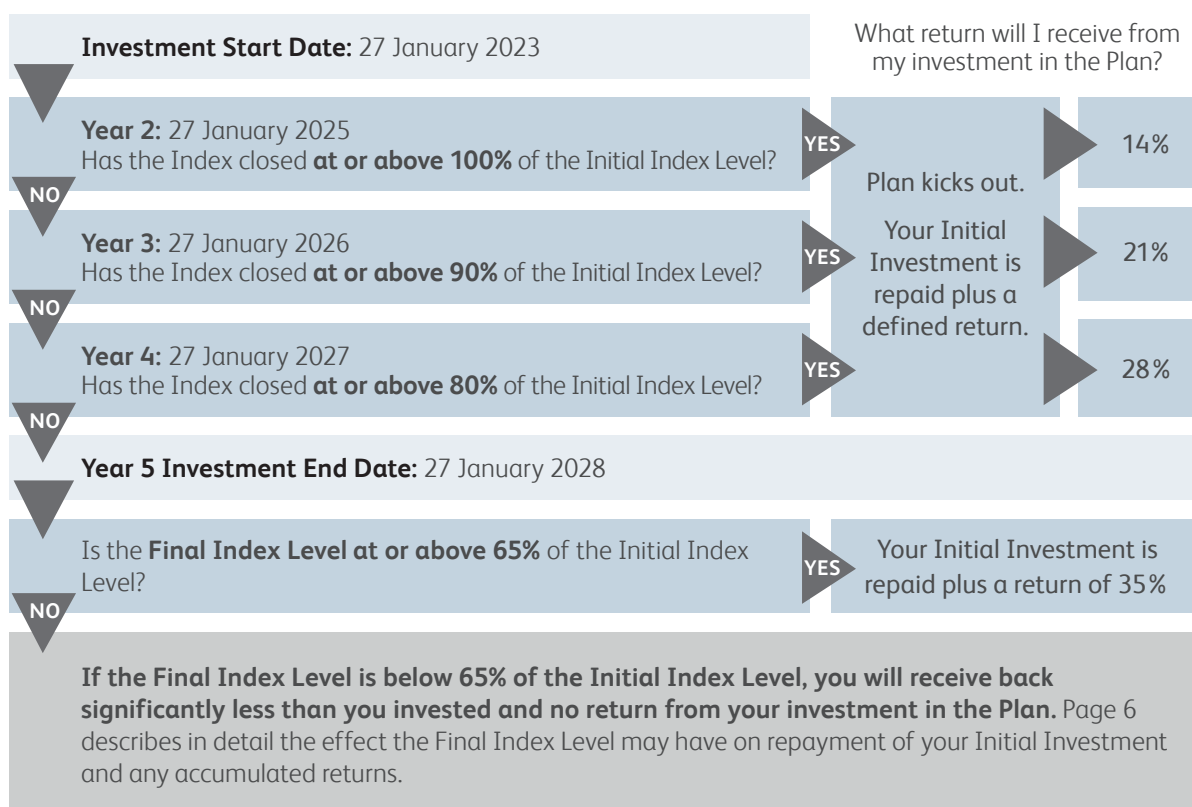 Investment Start Date: 27 January 2023
What return will I receive from
my investment in the Plan?
Year 2: 27 January 2025
Has the Index closed at or above 100% of the Initial Index Level?
YES
14%
NO
Year 3: 27 January 2026
Has the Index closed at or above 90% of the Initial Index Level?
YES
21%
NO
Year 4: 27 January 2027
Has the Index closed at or above 80% of the Initial Index Level?
YES
28%
Plan kicks out.
Your Initial
Investment is
repaid plus a
defined return.
NO
Year 5 Investment End Date: 27 January 2028
Is the Final Index Level at or above 65% of the Initial Index
Level?
YES
Your Initial Investment is
repaid plus a return of 35%
NO
If the Final Index Level is below 65% of the Initial Index Level, you will receive back
significantly less than you invested and no return from your investment in the Plan. Page 6
describes in detail the effect the Final Index Level may have on repayment of your Initial Investment
and any accumulated returns.